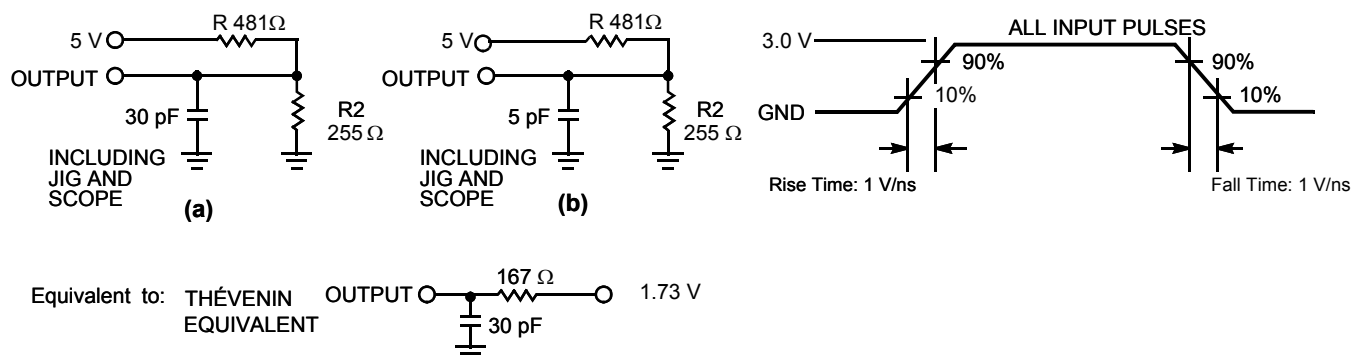 R 481Ω
5 V
OUTPUT
30 pF
R2
255 Ω
INCLUDING
JIG AND
SCOPE
(a)
R 481Ω
5 V
OUTPUT
5 pF
R2
255 Ω
INCLUDING
JIG AND
SCOPE
(b)
ALL INPUT PULSES
3.0 V
90%
10%
GND
90%
10%
Rise Time: 1 V/ns
Fall Time: 1 V/ns
Equivalent to: THÉVENIN
EQUIVALENT
OUTPUT
167 Ω
1.73 V
30 pF